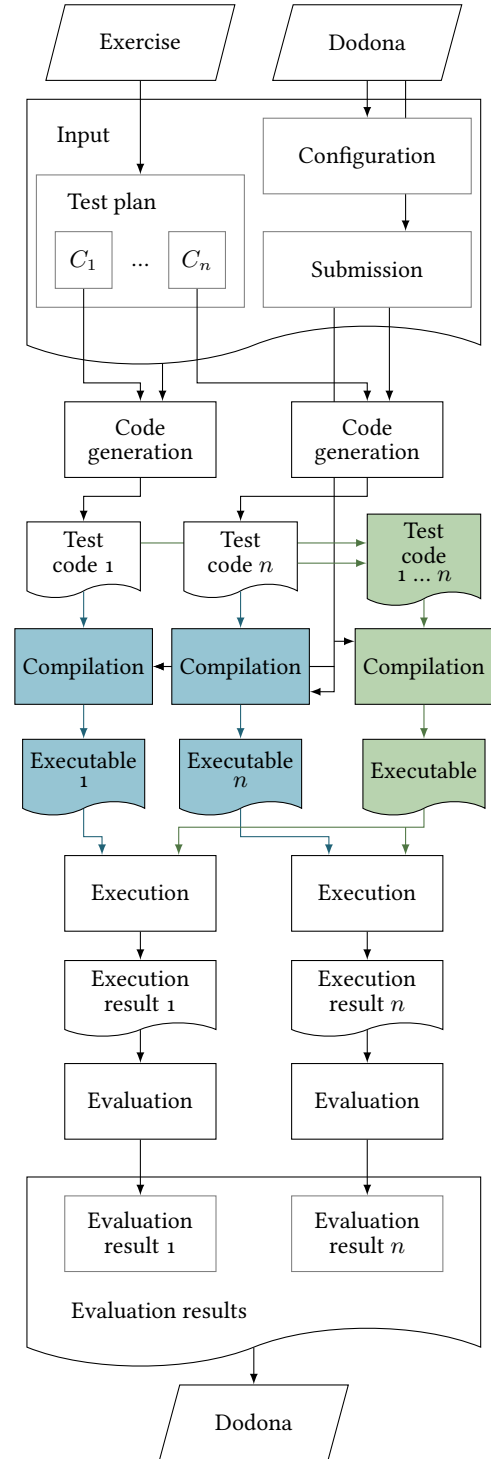 Exercise
Dodona
Input
Configuration
Test plan
C1 ... Cn
Submission
Code
generation
Code
generation
Test
code 1
Test
code n
Test
code
1 ... n
Compilation
Compilation
Compilation
Executable
1
Executable
n
Executable
Execution
Execution
Execution
result 1
Execution
result n
Evaluation
Evaluation
Evaluation
result 1
Evaluation
result n
Evaluation results
Dodona